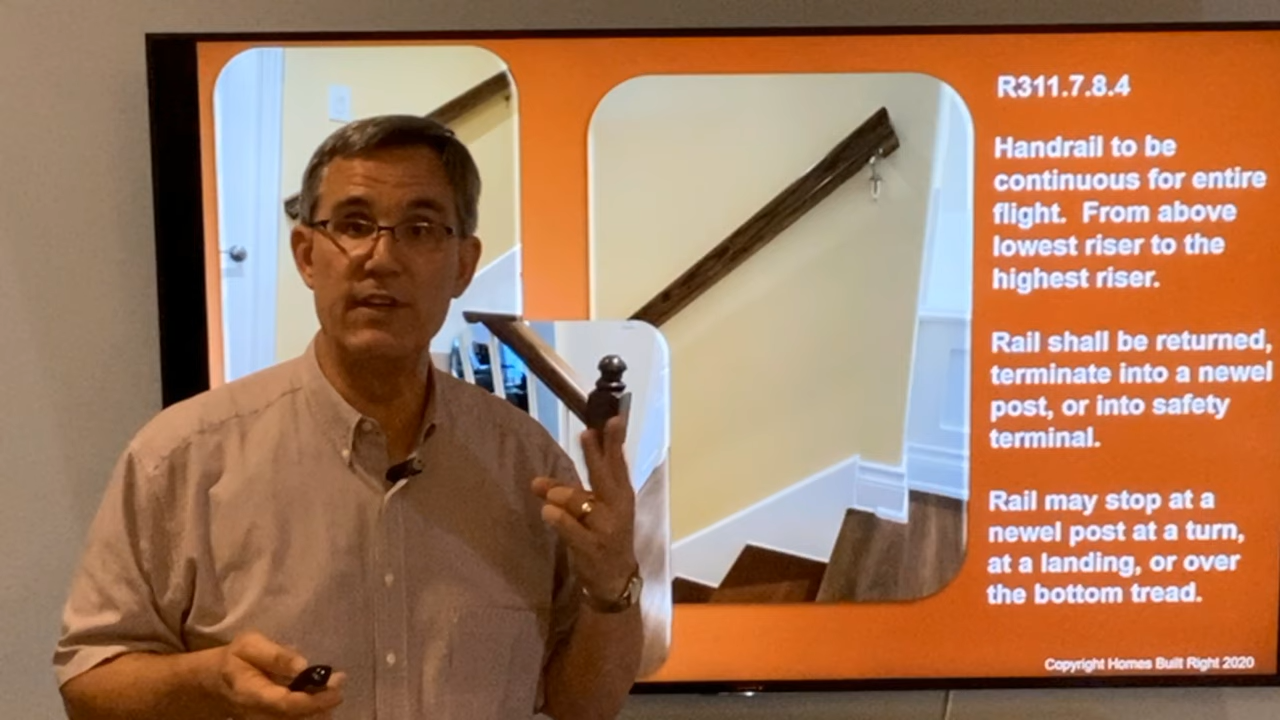 R311.7.8.4
Handrail to be
continuous for entire
flight. From above
lowest riser to the
highest riser.
Rail shall be returned,
terminate into a newel
post, or into safety
terminal.
Rail may stop at a
newel post at a turn,
at a landing, or over
the bottom tread.
Copyright Homes Built Right 2020